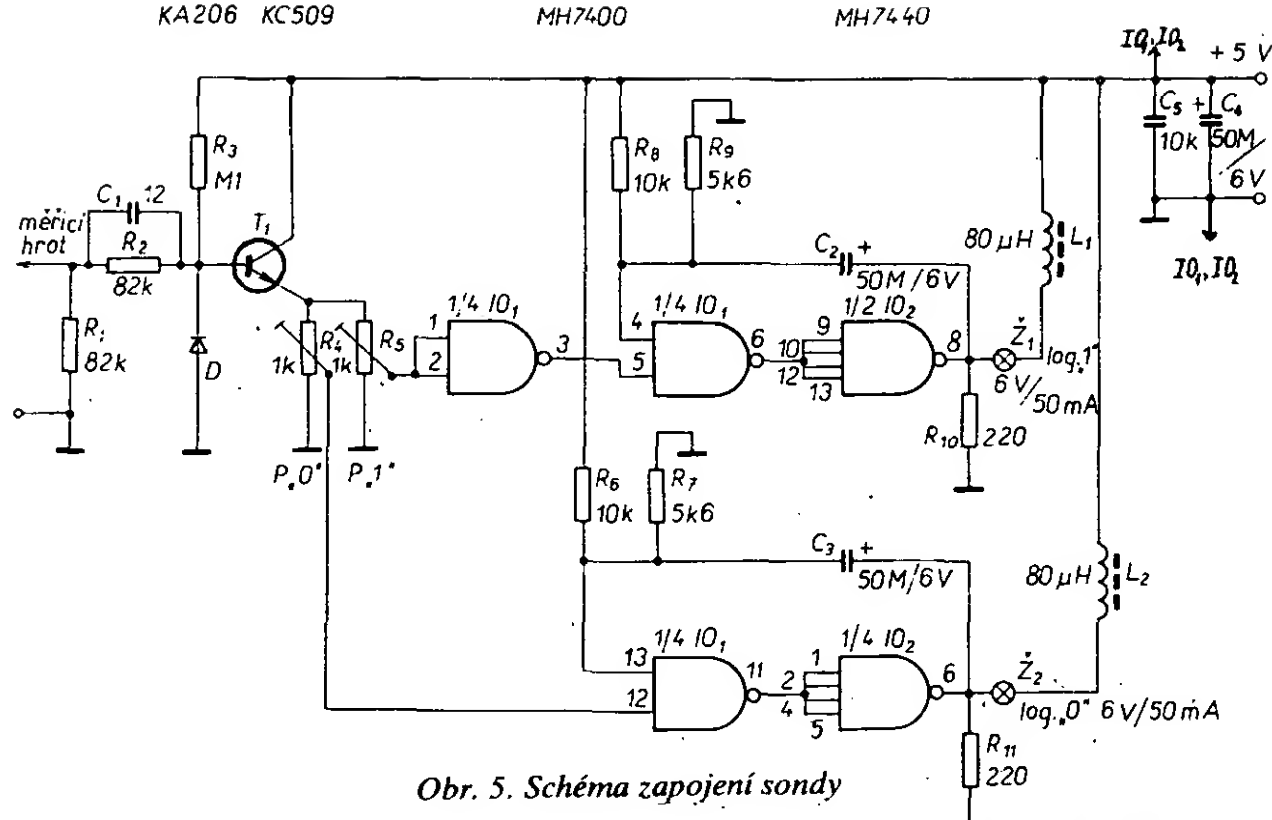 KA206 KC509 MH7400 MH7440
IO₁,IO₂
+ 5 V
C₅ 10k
+ C₄ 50M/6V
IO₁,IO₂
R₃ M1
C₁ 12
měřicí hrot
R₂ 82k
R₁ 82k
D
T₁
R₄ 1k
R₅ 1k
P„0"
P„1"
R₈ 10k
R₉ 5k6
C₂ + 50M/6V
80 µH L₁
1/4 IO₁
1 2 3
1/4 IO₁
4 5 6
1/2 IO₂
9 10 12 13 8
Ž₁ log„1"
6 V/50 mA
R₁₀ 220
R₆ 10k
R₇ 5k6
C₃ + 50M/6V
80 µH L₂
1/4 IO₁
13 12 11
1/4 IO₂
1 2 4 5 6
Ž₂
log.„0" 6 V/50 mA
R₁₁ 220
Obr. 5. Schéma zapojení sondy